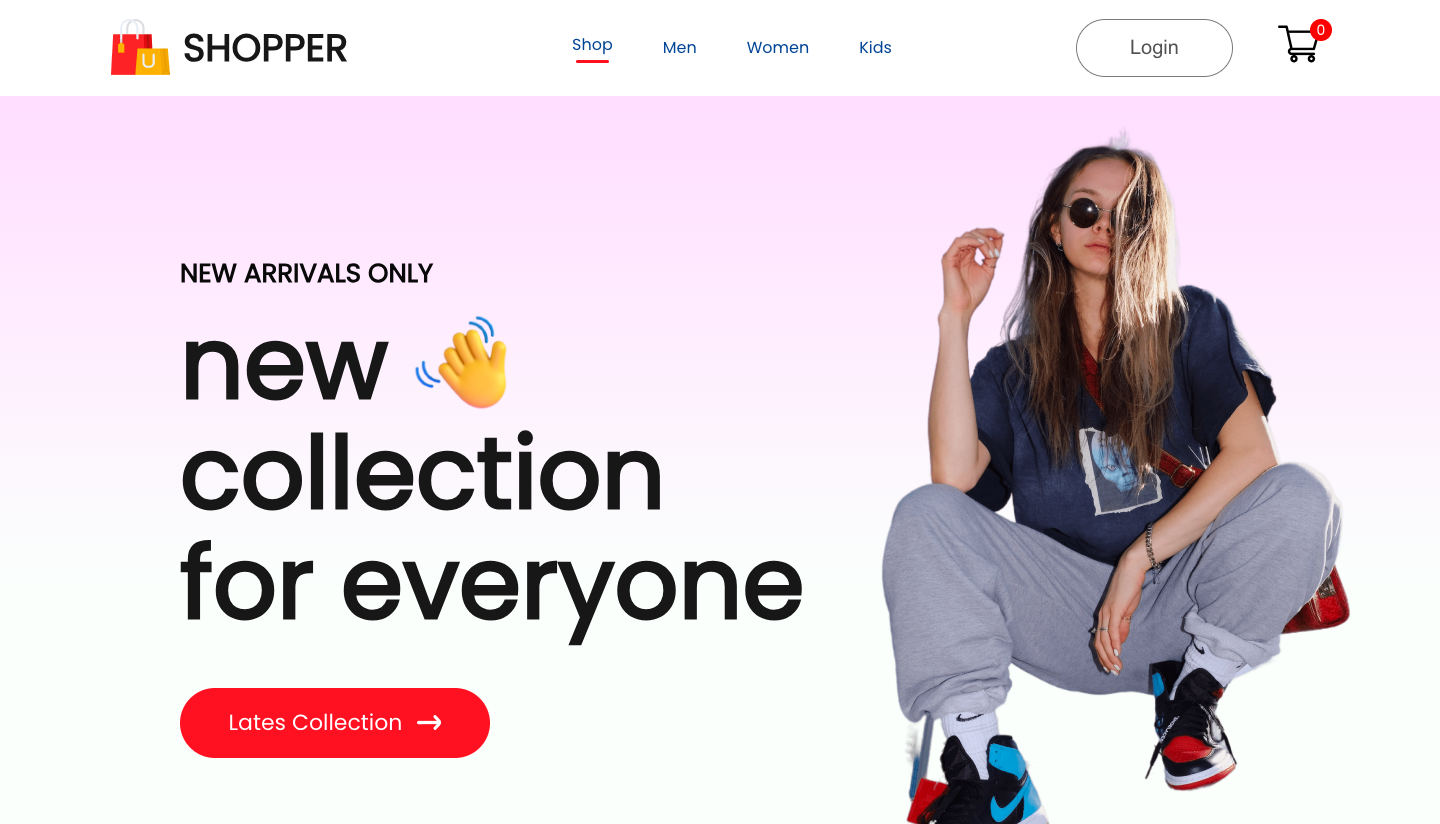 U
SHOPPER
Shop
Men
Women
Kids
Login
0
NEW ARRIVALS ONLY
new 👋
collection
for everyone
Lates Collection →